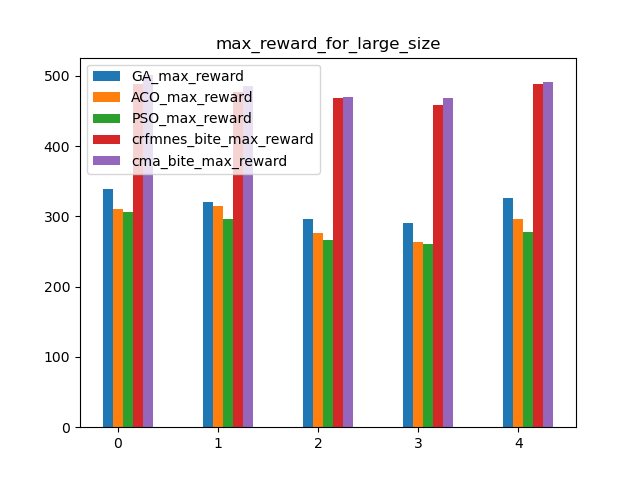 max_reward_for_large_size
500
400
300
200
100
0
GA_max_reward
ACO_max_reward
PSO_max_reward
crfmnes_bite_max_reward
cma_bite_max_reward
0 1 2 3 4